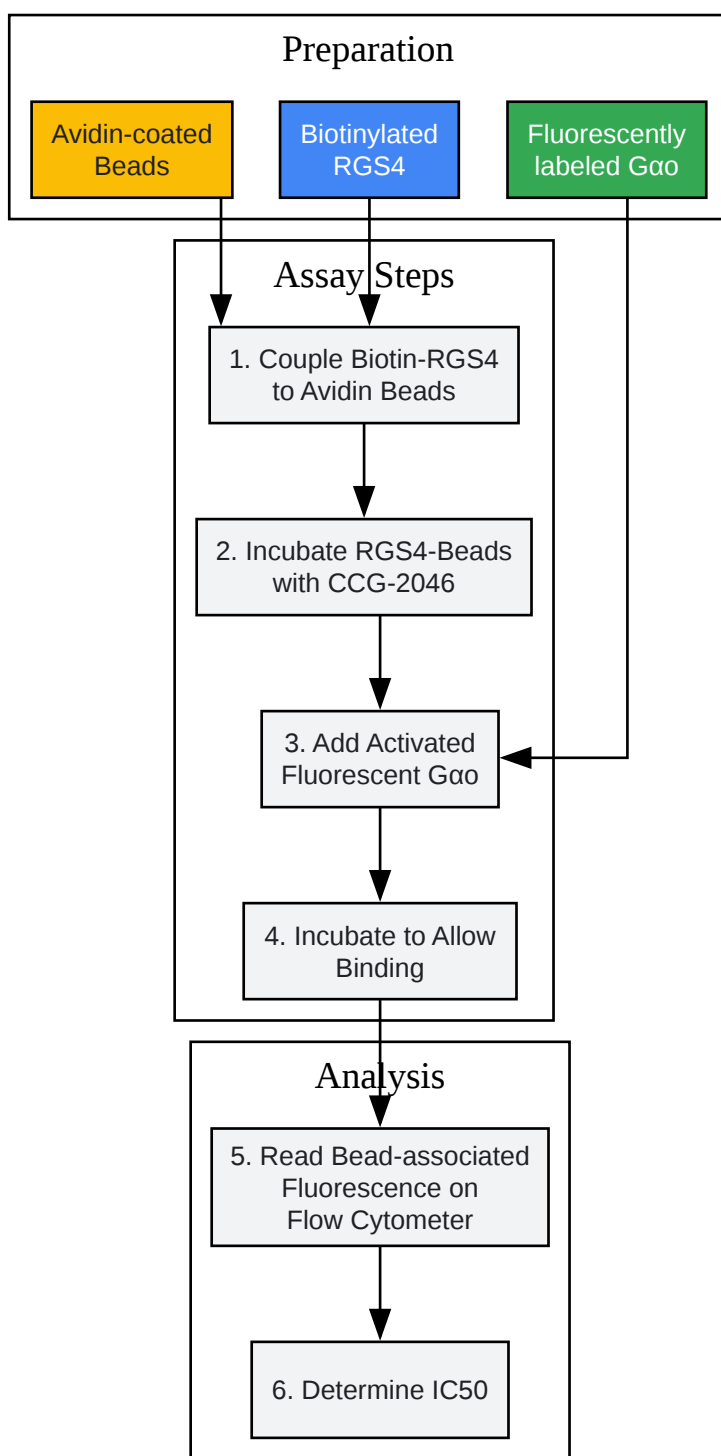 Preparation
Avidin-coated
Beads
Biotinylated
RGS4
Fluorescently
labeled Gαo
Assay Steps
1. Couple Biotin-RGS4
to Avidin Beads
2. Incubate RGS4-Beads
with CCG-2046
3. Add Activated
Fluorescent Gαo
4. Incubate to Allow
Binding
Analysis
5. Read Bead-associated
Fluorescence on
Flow Cytometer
6. Determine IC50